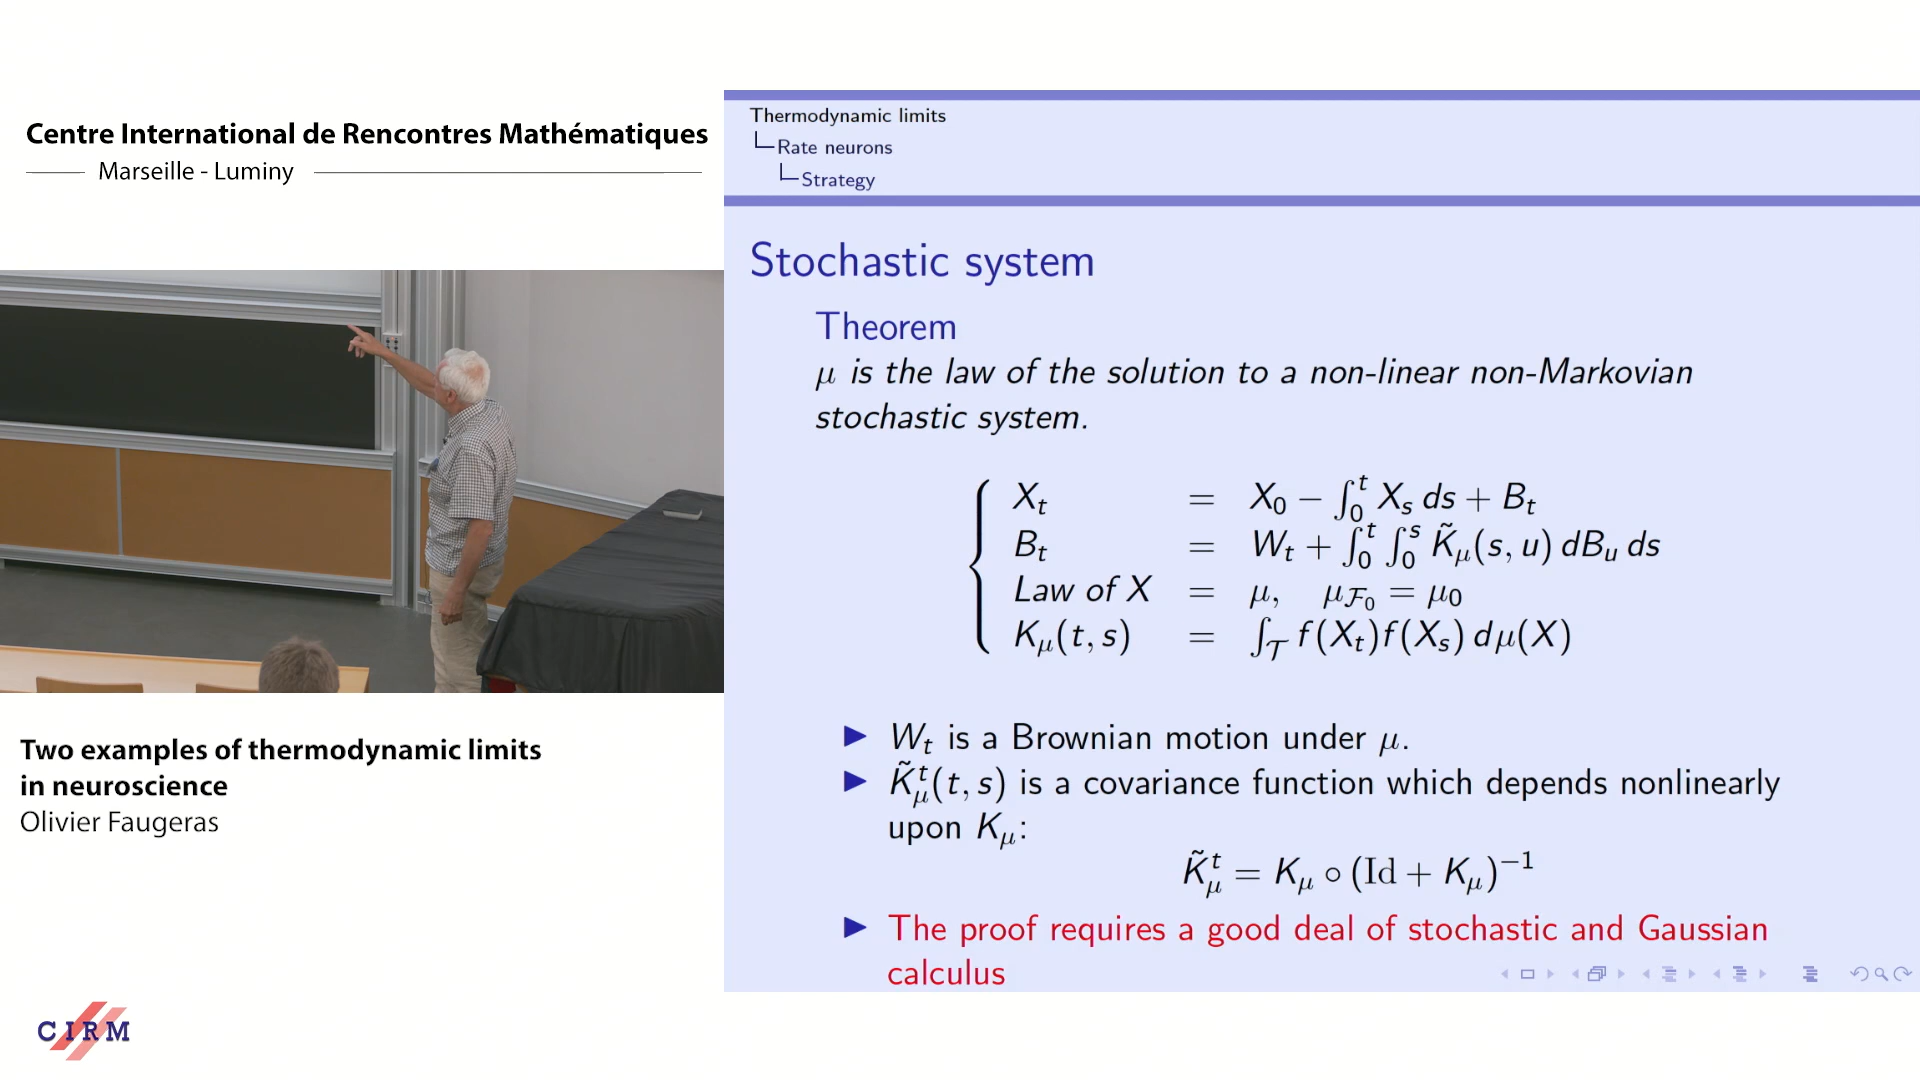 Centre International de Rencontres Mathématiques
Marseille - Luminy
Thermodynamic limits
Rate neurons
Strategy
Stochastic system
Theorem
μ is the law of the solution to a non-linear non-Markovian
stochastic system.
X_t = X_0 − ∫_0^t X_s ds + B_t
B_t = W_t + ∫_0^t ∫_0^s K̃_μ(s, u) dB_u ds
Law of X = μ, μ_{𝓕_0} = μ_0
K_μ(t, s) = ∫_𝒯 f(X_t)f(X_s) dμ(X)
▶ W_t is a Brownian motion under μ.
▶ K̃_μ^t(t, s) is a covariance function which depends nonlinearly
upon K_μ:
K̃_μ^t = K_μ ∘ (Id + K_μ)^{−1}
▶ The proof requires a good deal of stochastic and Gaussian
calculus
Two examples of thermodynamic limits
in neuroscience
Olivier Faugeras
CIRM